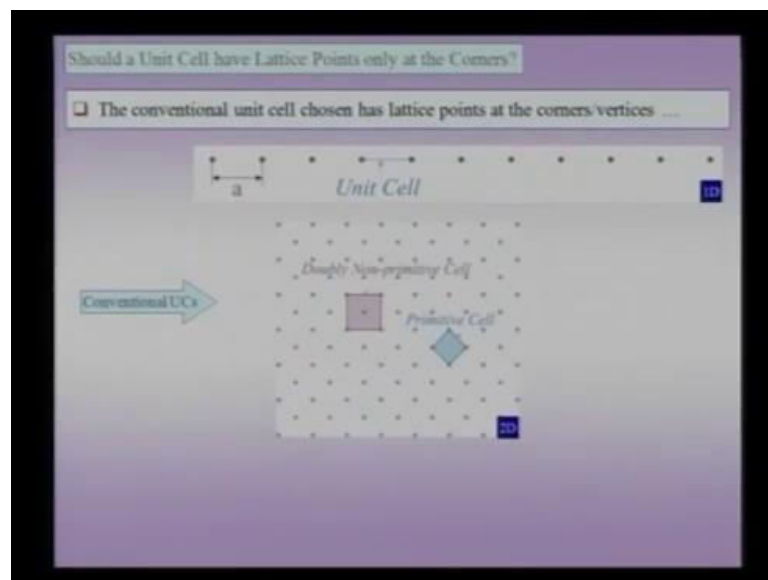 Should a Unit Cell have Lattice Points only at the Corners?
❑ The conventional unit cell chosen has lattice points at the corners/vertices ....
a
Unit Cell
1D
Doubly Non-primitive Cell
Conventional UCs
Primitive Cell
2D